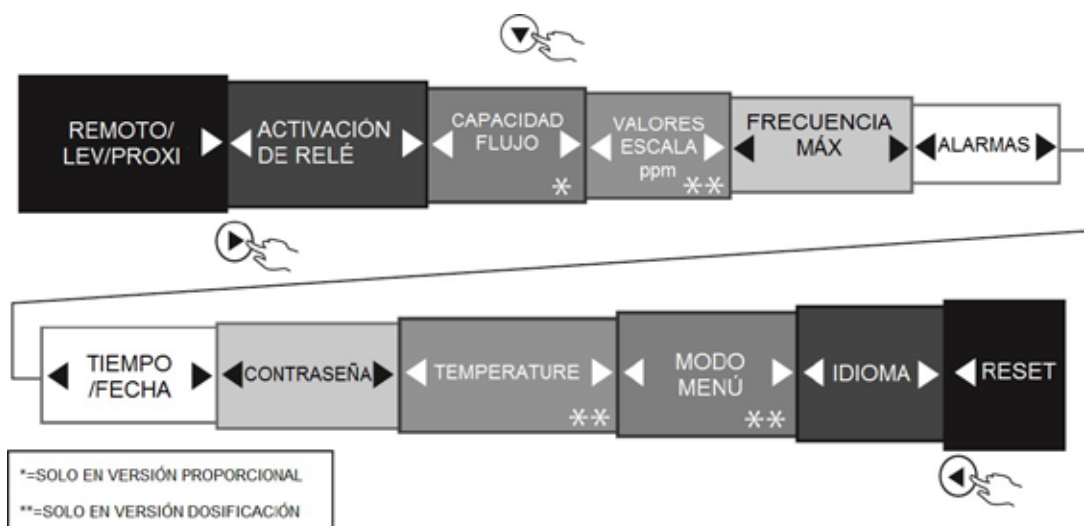 REMOTO/
LEV/PROXI
ACTIVACIÓN
DE RELÉ
CAPACIDAD
FLUJO
*
VALORES
ESCALA
ppm
**
FRECUENCIA
MÁX
ALARMAS
TIEMPO
/FECHA
CONTRASEÑA
TEMPERATURE
**
MODO
MENÚ
**
IDIOMA
RESET
*=SOLO EN VERSIÓN PROPORCIONAL
**=SOLO EN VERSIÓN DOSIFICACIÓN